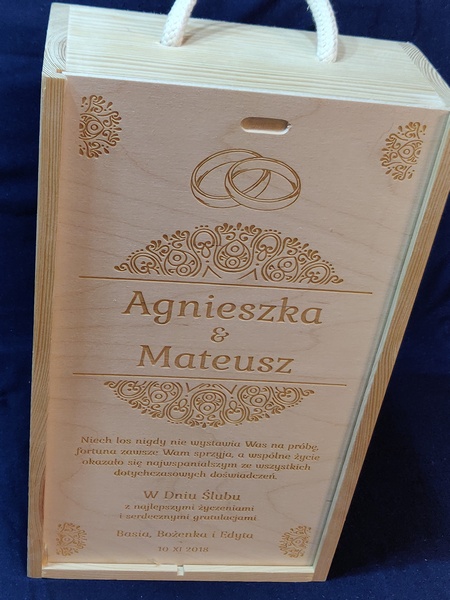 Agnieszka
&
Mateusz
Niech los nigdy nie wystawia Was na próbę,
fortuna zawsze Wam sprzyja, a wspólne życie
okazało się najwspanialszym ze wszystkich
dotychczasowych doświadczeń.
W Dniu Ślubu
z najlepszymi życzeniami
i serdecznymi gratulacjami
Basia, Bożenka i Edyta
10 XI 2018